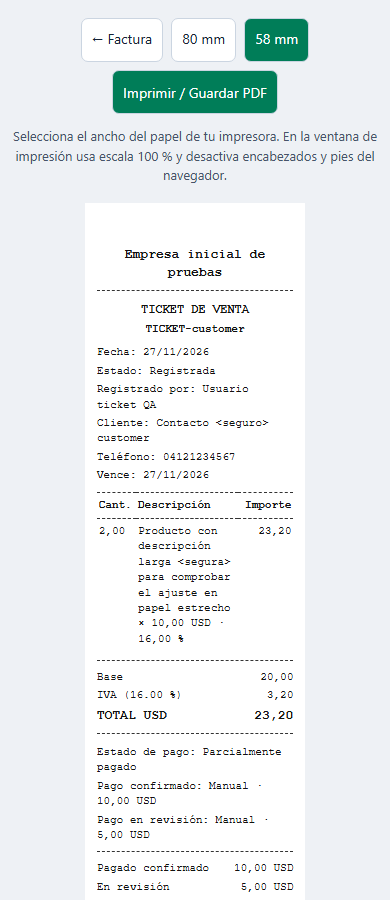 ← Factura 80 mm 58 mm
Imprimir / Guardar PDF
Selecciona el ancho del papel de tu impresora. En la ventana de
impresión usa escala 100 % y desactiva encabezados y pies del
navegador.
Empresa inicial de
pruebas
TICKET DE VENTA
TICKET-customer
Fecha: 27/11/2026
Estado: Registrada
Registrado por: Usuario
ticket QA
Cliente: Contacto <seguro>
customer
Teléfono: 04121234567
Vence: 27/11/2026
Cant. Descripción Importe
2,00 Producto con 23,20
descripción
larga <segura>
para comprobar
el ajuste en
papel estrecho
× 10,00 USD ·
16,00 %
Base 20,00
IVA (16.00 %) 3,20
TOTAL USD 23,20
Estado de pago: Parcialmente
pagado
Pago confirmado: Manual ·
10,00 USD
Pago en revisión: Manual ·
5,00 USD
Pagado confirmado 10,00 USD
En revisión 5,00 USD